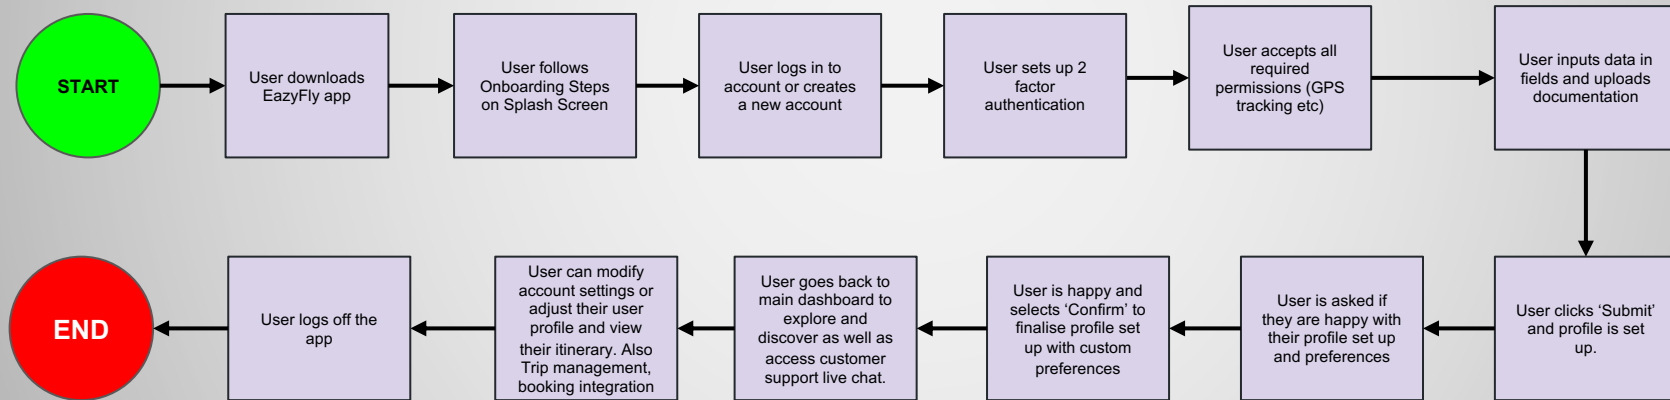 START
User downloads
EazyFly app
User follows
Onboarding Steps
on Splash Screen
User logs in to
account or creates
a new account
User sets up 2
factor
authentication
User accepts all
required
permissions (GPS
tracking etc)
User inputs data in
fields and uploads
documentation
User clicks ‘Submit’
and profile is set
up.
User is asked if
they are happy with
their profile set up
and preferences
User is happy and
selects ‘Confirm’ to
finalise profile set
up with custom
preferences
User goes back to
main dashboard to
explore and
discover as well as
access customer
support live chat.
User can modify
account settings or
adjust their user
profile and view
their itinerary. Also
Trip management,
booking integration
User logs off the
app
END